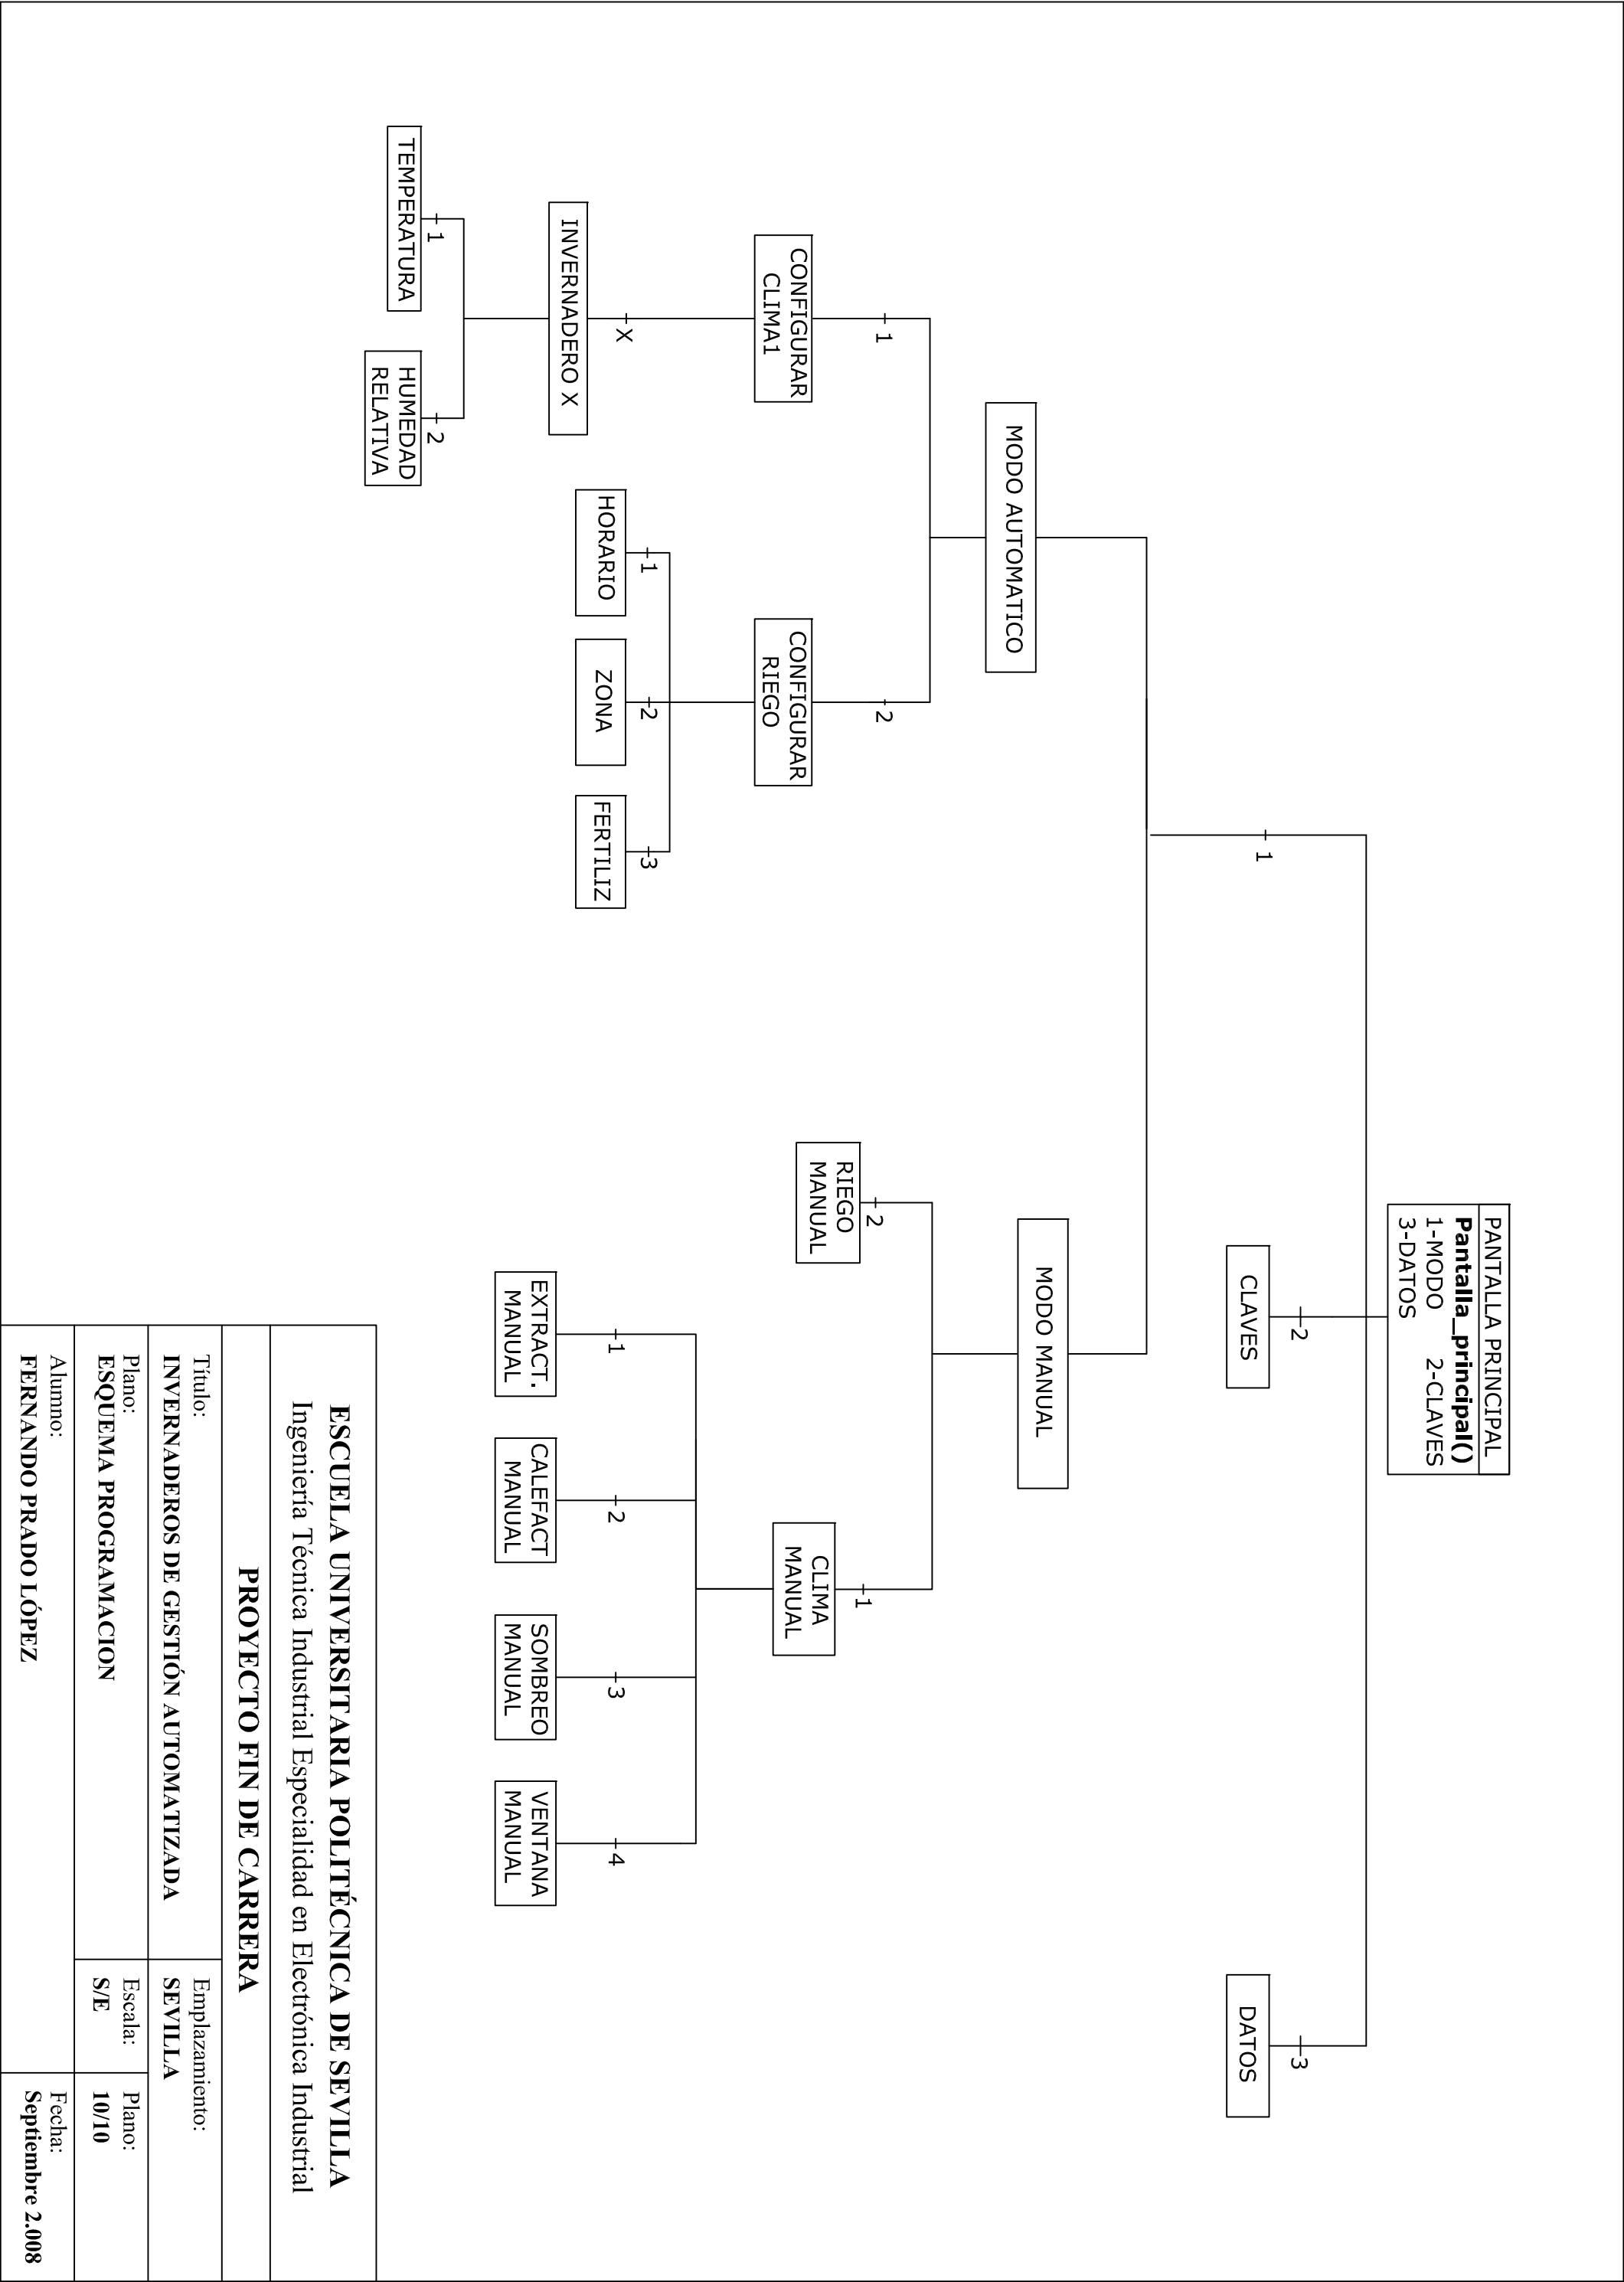 PANTALLA PRINCIPAL
Pantalla_principal()
1-MODO 2-CLAVES
3-DATOS
1
2
3
CLAVES
DATOS
MODO AUTOMATICO
MODO MANUAL
1
2
2
1
CONFIGURAR
CLIMA1
CONFIGURAR
RIEGO
RIEGO
MANUAL
CLIMA
MANUAL
X
1
2
3
1
2
3
4
INVERNADERO X
HORARIO
ZONA
FERTILIZ
EXTRACT.
MANUAL
CALEFACT
MANUAL
SOMBREO
MANUAL
VENTANA
MANUAL
1
2
TEMPERATURA
HUMEDAD
RELATIVA
ESCUELA UNIVERSITARIA POLITÉCNICA DE SEVILLA
Ingeniería Técnica Industrial Especialidad en Electrónica Industrial
PROYECTO FIN DE CARRERA
Título:
INVERNADEROS DE GESTIÓN AUTOMATIZADA
Emplazamiento:
SEVILLA
Plano:
ESQUEMA PROGRAMACION
Escala:
S/E
Plano:
10/10
Alumno:
FERNANDO PRADO LÓPEZ
Fecha:
Septiembre 2.008